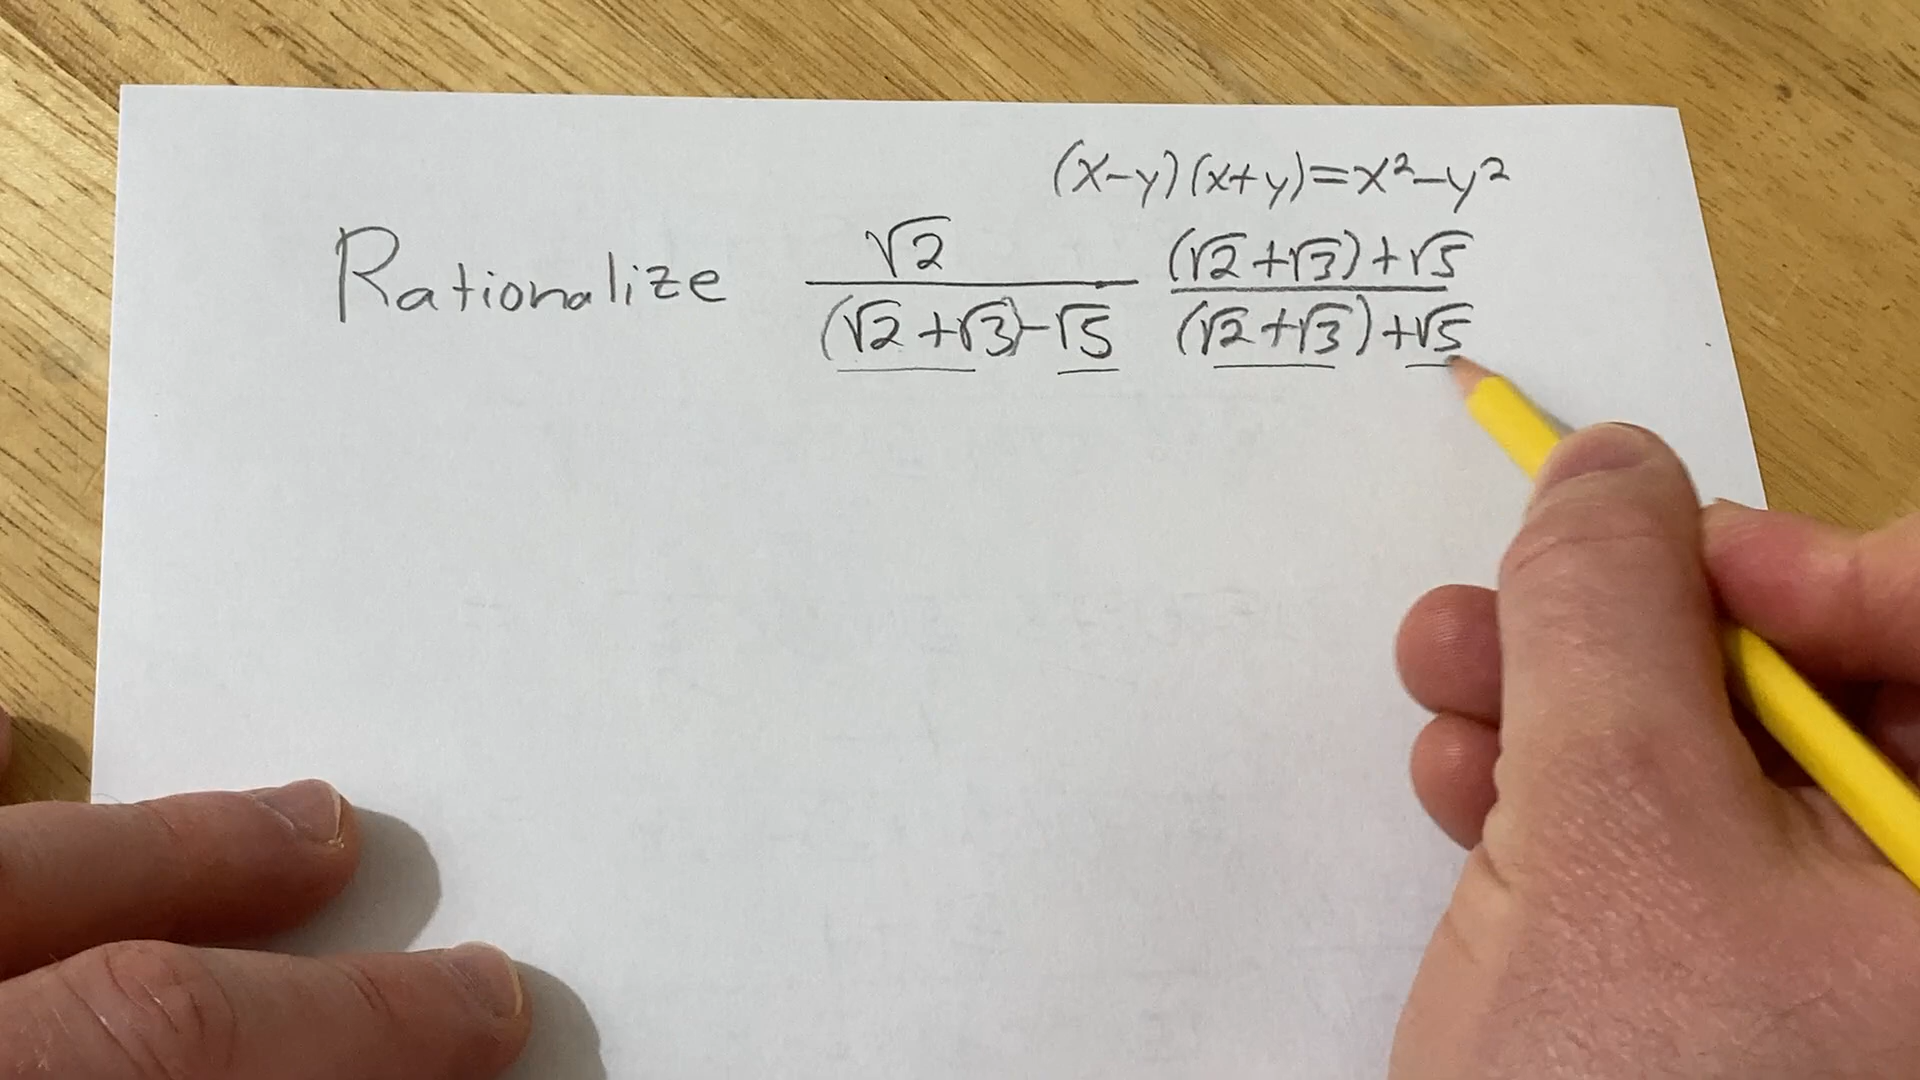 (x-y)(x+y)=x²-y²
Rationalize √2 / ((√2+√3)-√5) ((√2+√3)+√5) / ((√2+√3)+√5)